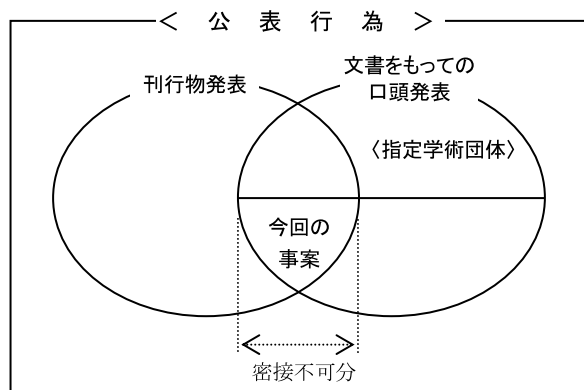 ＜ 公 表 行 為 ＞
刊行物発表
文書をもっての
口頭発表
〈指定学術団体〉
今回の
事案
密接不可分